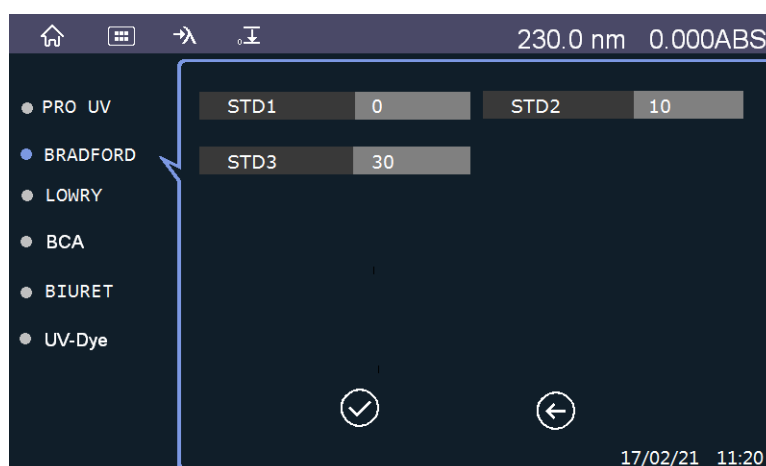 230.0 nm 0.000ABS
PRO UV
BRADFORD
LOWRY
BCA
BIURET
UV-Dye
STD1 0 STD2 10
STD3 30
17/02/21 11:20